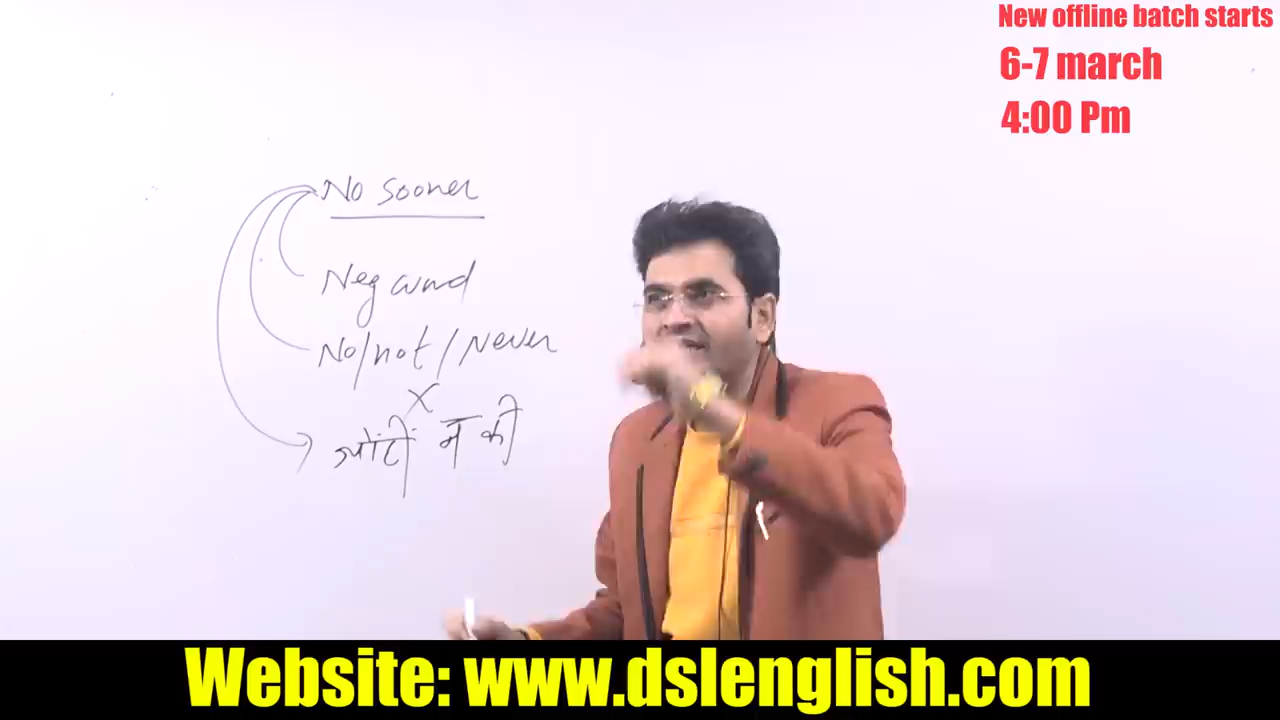 New offline batch starts
6-7 march
4:00 Pm
No sooner
Neg word
No/not/Never
X
में की
Website: www.dslenglish.com